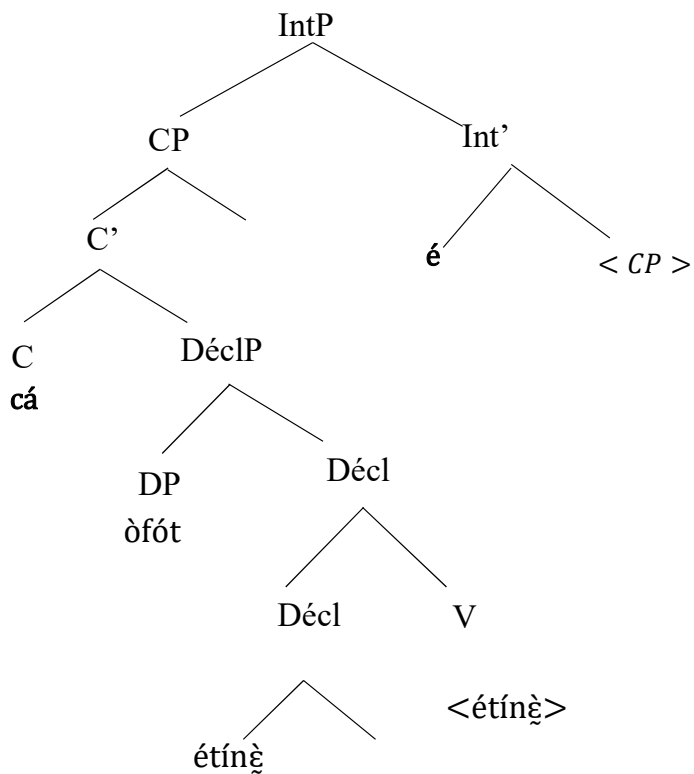 IntP
CP Int’
C’ é < CP >
C DéclP
cá
DP Décl
òfót
Décl V
<étínɛ̰̀>
étínɛ̰̀